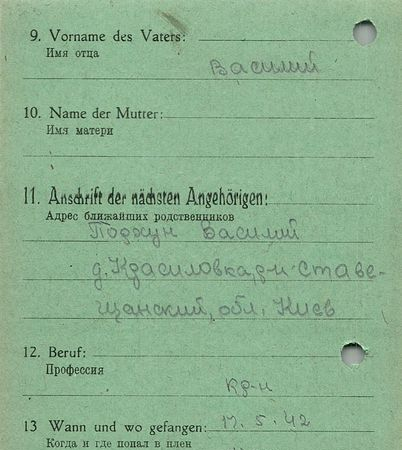 9. Vorname des Vaters:
Имя отца
Василий
10. Name der Mutter:
Имя матери
11. Anschrift der nächsten Angehörigen:
Адрес ближайших родственников
Василий
д. Красиловка р-н Ставе-
щанский, обл. Киев
12. Beruf:
Профессия
кр-н
13 Wann und wo gefangen: 17. 5. 42
Когда и где попал в плен